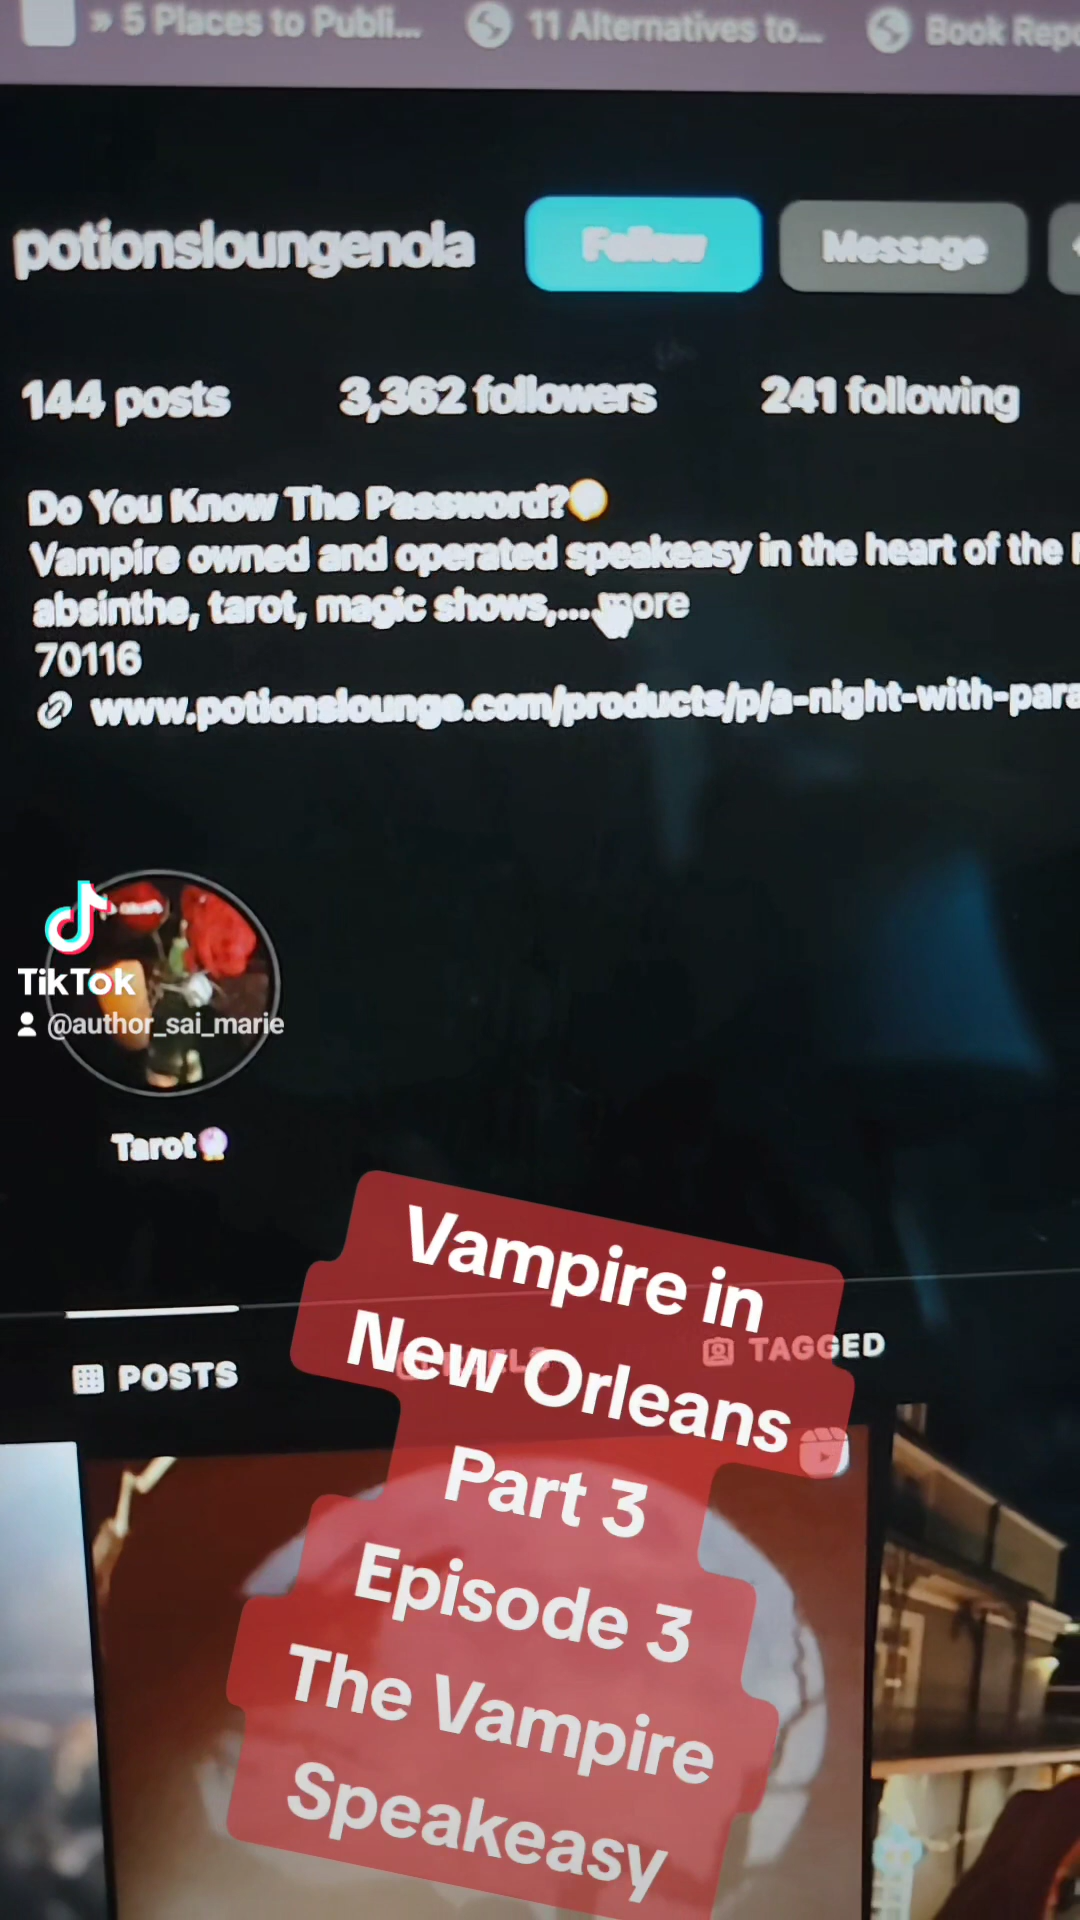 » 5 Places to Publi...
11 Alternatives to...
Book Repo
potionsloungenola
Follow
Message
144 posts
3,362 followers
241 following
Do You Know The Password?
Vampire owned and operated speakeasy in the heart of the
absinthe, tarot, magic shows,... more
70116
www.potionslounge.com/products/p/a-night-with-para
TikTok
@author_sai_marie
Tarot
POSTS
TAGGED
Vampire in
New Orleans
Part 3
Episode 3
The Vampire
Speakeasy